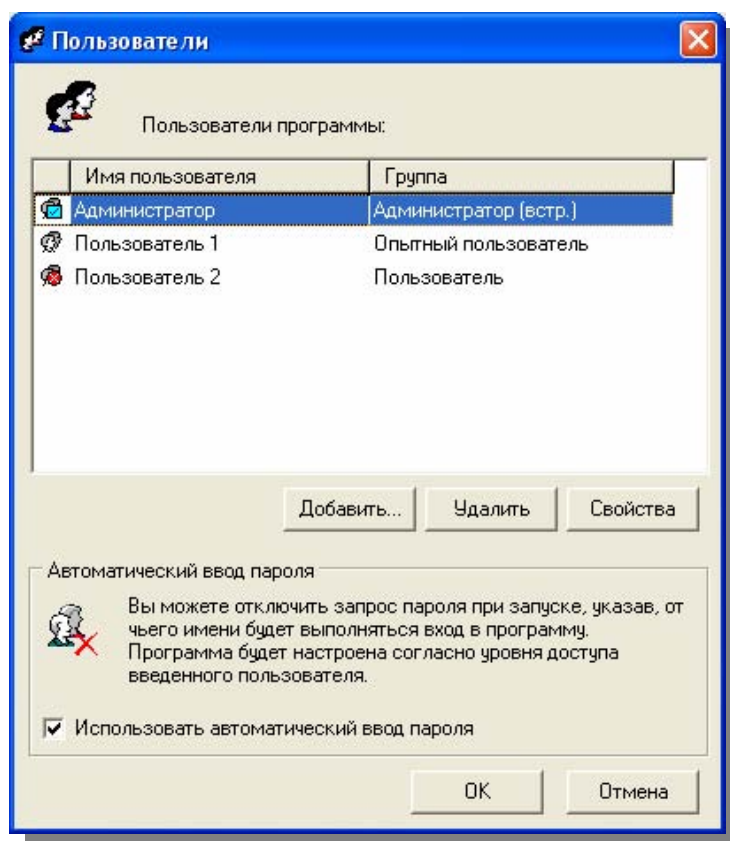 Пользователи
Пользователи программы:
Имя пользователя Группа
Администратор Администратор (встр.)
Пользователь 1 Опытный пользователь
Пользователь 2 Пользователь
Добавить... Удалить Свойства
Автоматический ввод пароля
Вы можете отключить запрос пароля при запуске, указав, от
чьего имени будет выполняться вход в программу.
Программа будет настроена согласно уровня доступа
введенного пользователя.
Использовать автоматический ввод пароля
OK Отмена